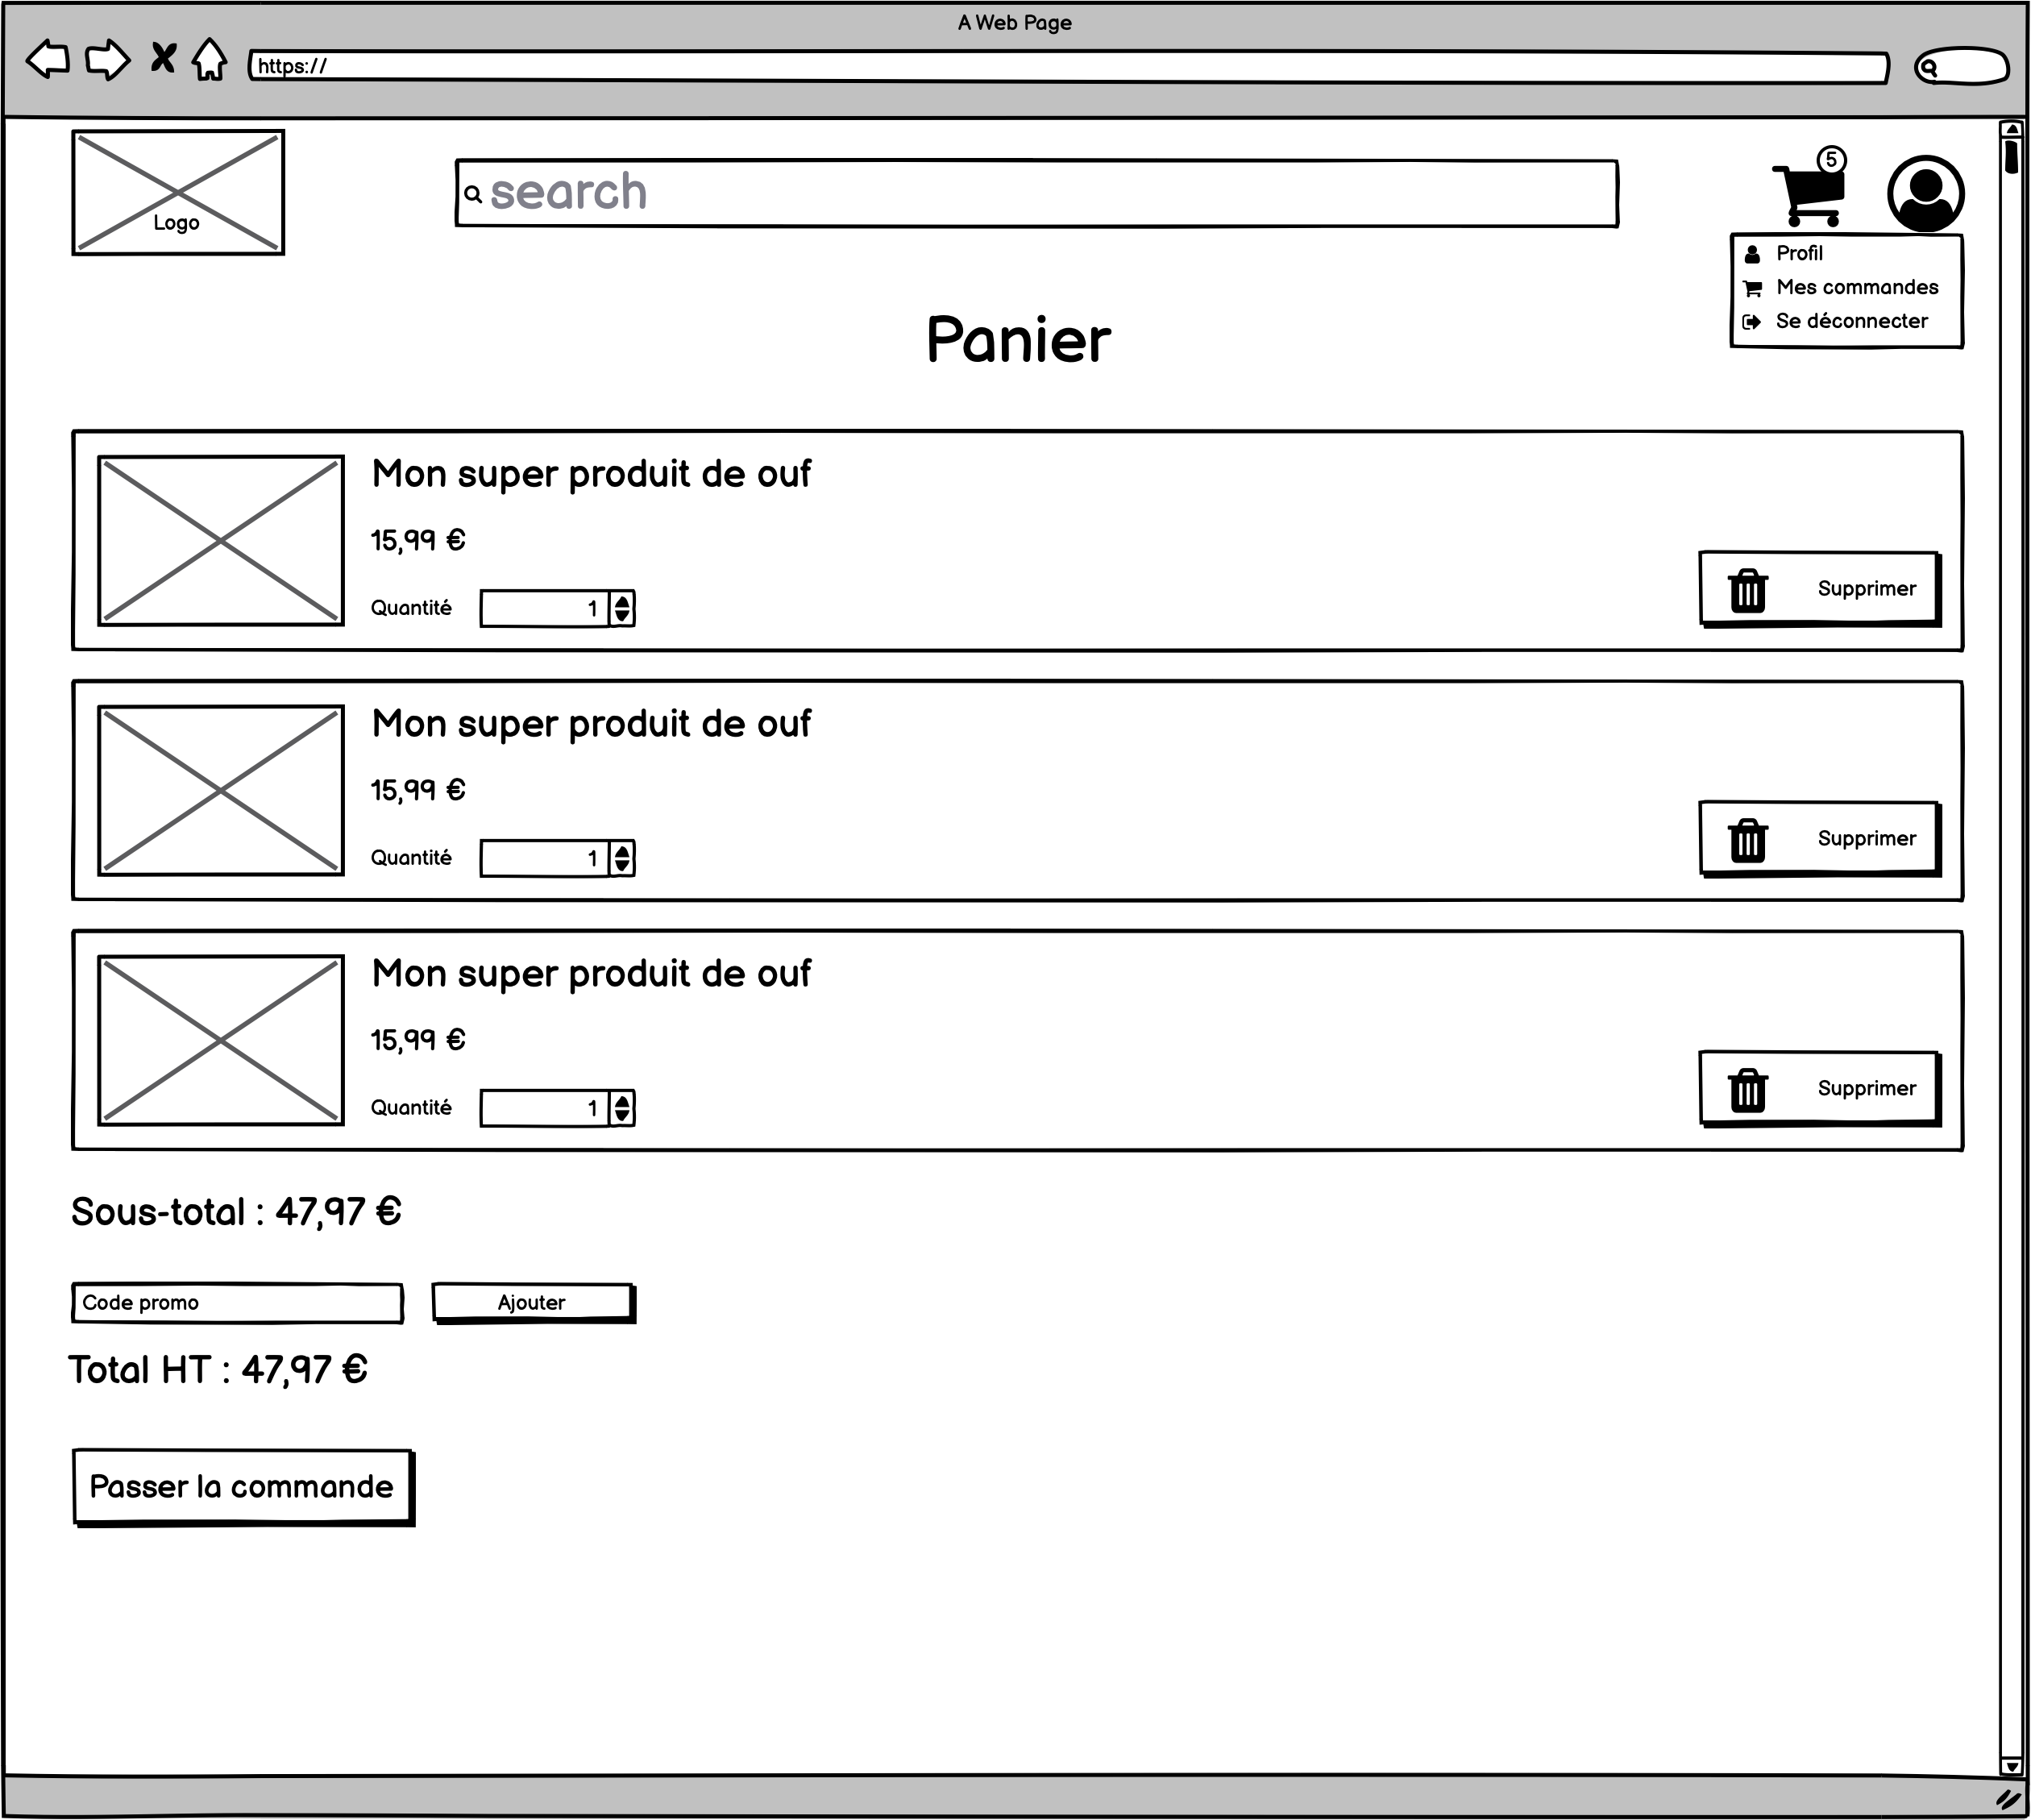 A Web Page
https://
Logo
search
5
Profil
Mes commandes
Se déconnecter
Panier
Mon super produit de ouf
15,99 €
Quantité 1
Supprimer
Mon super produit de ouf
15,99 €
Quantité 1
Supprimer
Mon super produit de ouf
15,99 €
Quantité 1
Supprimer
Sous-total : 47,97 €
Code promo Ajouter
Total HT : 47,97 €
Passer la commande